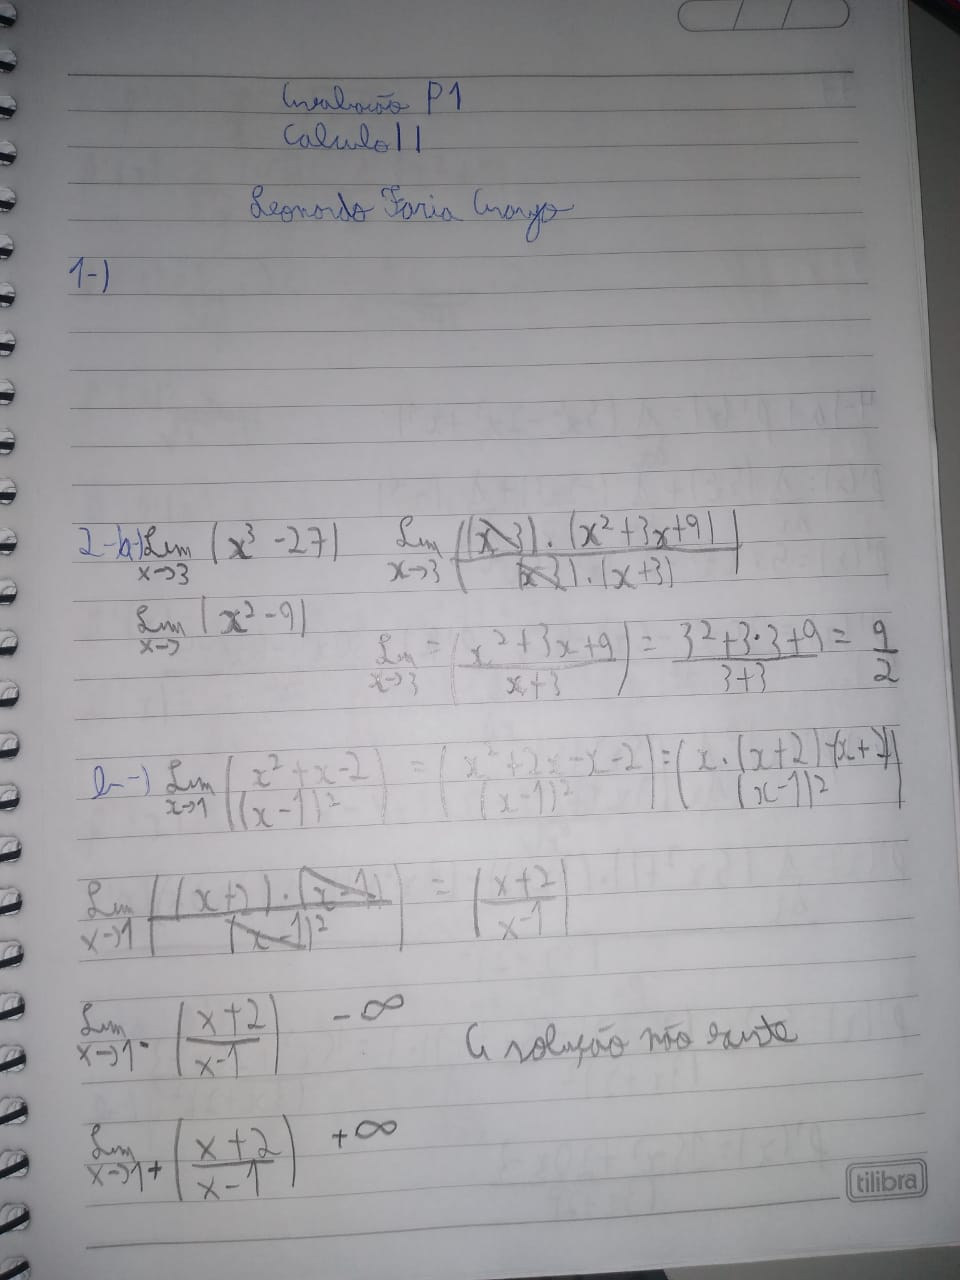 Avaliação P1
Calculo II
Leonardo Faria
1-)
2-a-) Lim x->3 (x³ - 27) Lim x->3 ((x-3).(x²+3x+9) / (x-3).(x+3))
Lim x-> (x² - 9)
Lim x->3 = (x²+3x+9 / x+3) = 3²+3.3+9 / 3+3 = 9/2
b-) Lim x->1 (x²+x-2 / (x-1)²) = (x²+2x-x-2 / (x-1)²) = (x.(x+2)-(x+2) / (x-1)²)
Lim x->1 ((x+2).(x-1) / (x-1)²) = (x+2 / x-1)
Lim x->1- (x+2 / x-1) -∞ A solução não existe
Lim x->1+ (x+2 / x-1) +∞
tilibra